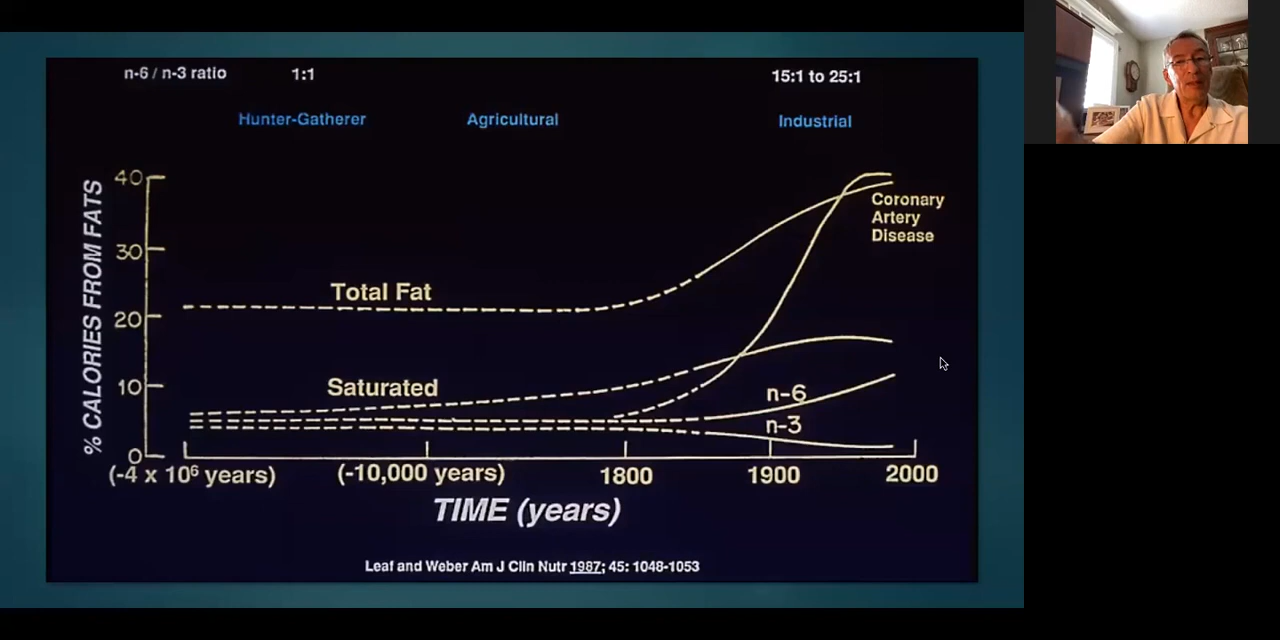 n-6 / n-3 ratio 1:1 15:1 to 25:1
Hunter-Gatherer Agricultural Industrial
% CALORIES FROM FATS
40
30
20
10
0
Coronary
Artery
Disease
Total Fat
Saturated
n-6
n-3
(-4 x 10⁶ years) (-10,000 years) 1800 1900 2000
TIME (years)
Leaf and Weber Am J Clin Nutr 1987; 45: 1048-1053